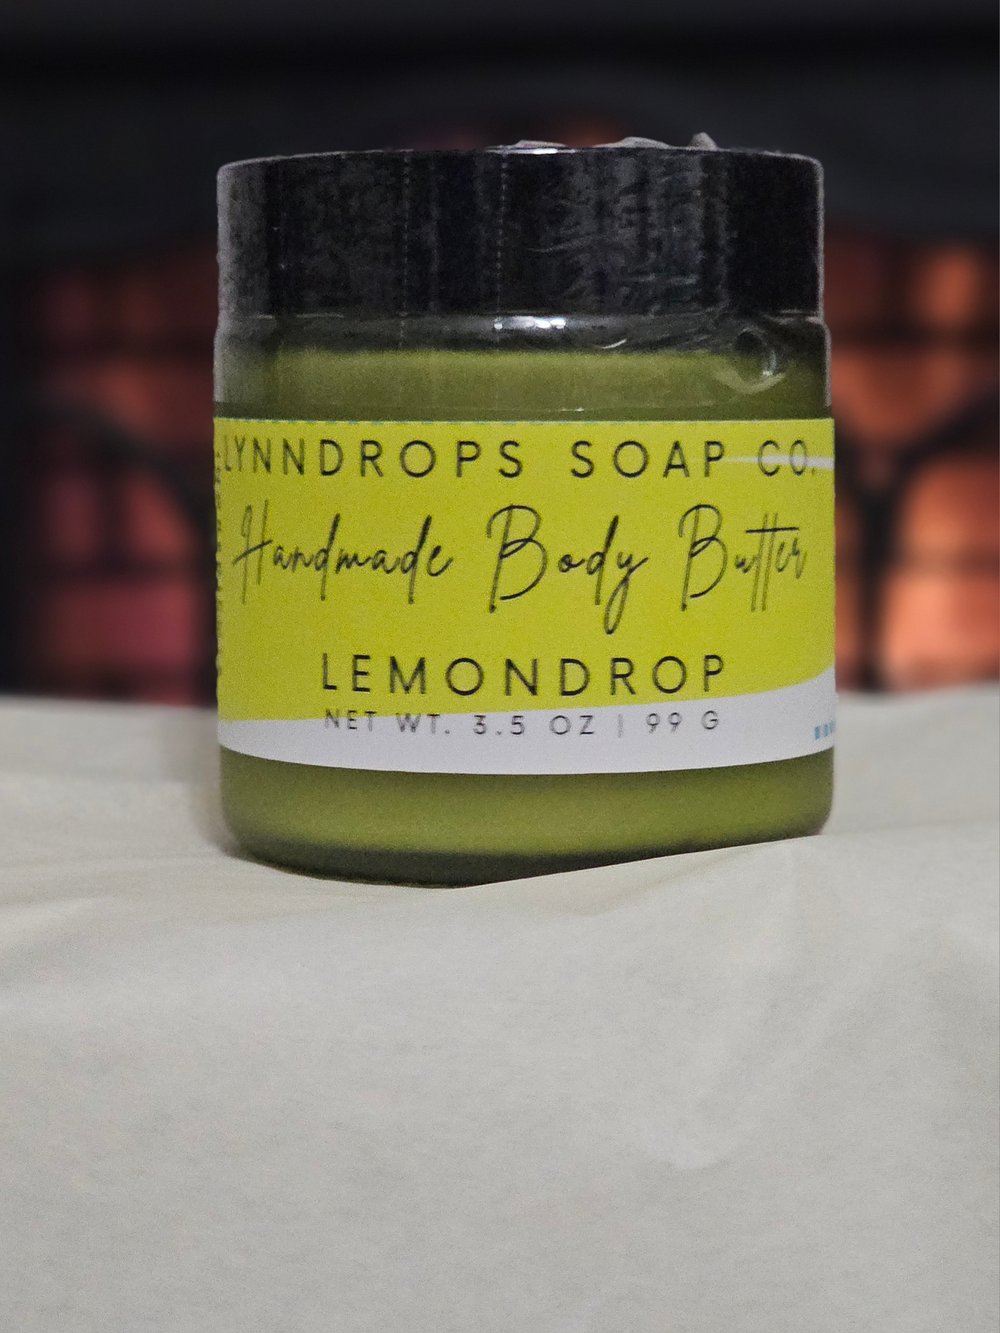 LYNNDROPS SOAP CO.
Handmade Body Butter
LEMONDROP
NET WT. 3.5 OZ | 99 G